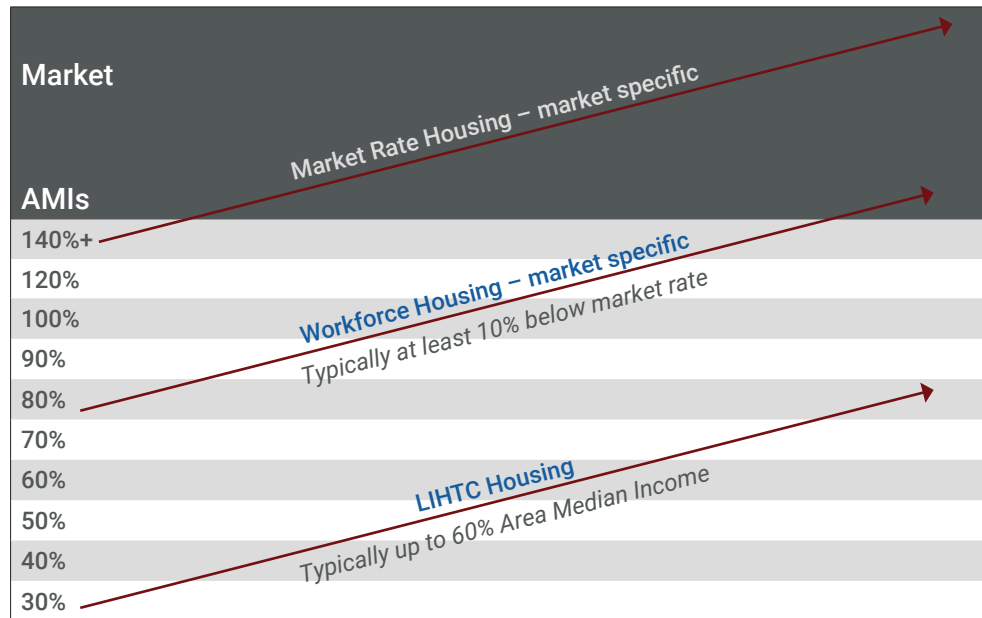 Market
Market Rate Housing – market specific
AMIs
140%+
120%
Workforce Housing – market specific
100%
Typically at least 10% below market rate
90%
80%
70%
60%
LIHTC Housing
50%
Typically up to 60% Area Median Income
40%
30%